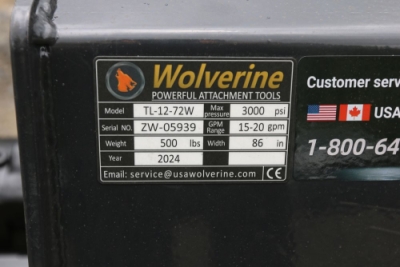 Wolverine
POWERFUL ATTACHMENT TOOLS
Model TL-12-72W Max pressure 3000 psi
Serial NO. ZW-05939 GPM Range 15-20 gpm
Weight 500 lbs Width 86 in
Year 2024
Email: service@usawolverine.com CE
Customer serv
USA
1-800-64